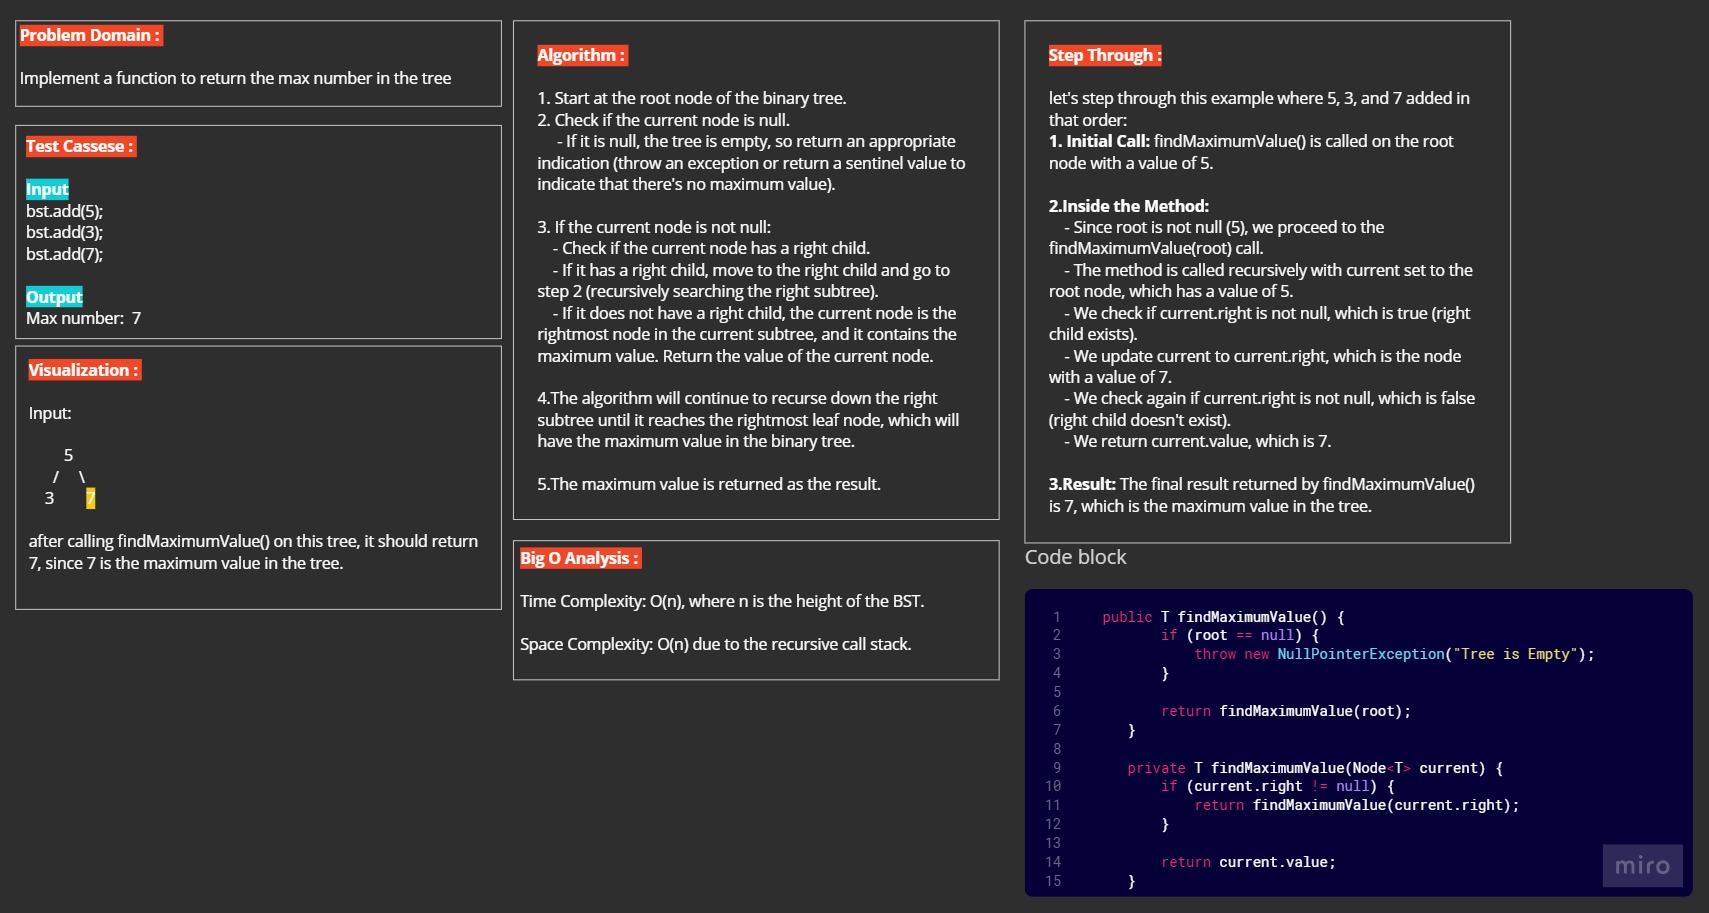 Problem Domain :
Implement a function to return the max number in the tree
Test Cassese :
Input
bst.add(5);
bst.add(3);
bst.add(7);
Output
Max number:  7
Visualization :
Input:
5
/ \
3 7
after calling findMaximumValue() on this tree, it should return
7, since 7 is the maximum value in the tree.
Algorithm :
1. Start at the root node of the binary tree.
2. Check if the current node is null.
- If it is null, the tree is empty, so return an appropriate
indication (throw an exception or return a sentinel value to
indicate that there's no maximum value).
3. If the current node is not null:
- Check if the current node has a right child.
- If it has a right child, move to the right child and go to
step 2 (recursively searching the right subtree).
- If it does not have a right child, the current node is the
rightmost node in the current subtree, and it contains the
maximum value. Return the value of the current node.
4.The algorithm will continue to recurse down the right
subtree until it reaches the rightmost leaf node, which will
have the maximum value in the binary tree.
5.The maximum value is returned as the result.
Big O Analysis :
Time Complexity: O(n), where n is the height of the BST.
Space Complexity: O(n) due to the recursive call stack.
Step Through :
let's step through this example where 5, 3, and 7 added in
that order:
1. Initial Call: findMaximumValue() is called on the root
node with a value of 5.
2.Inside the Method:
- Since root is not null (5), we proceed to the
findMaximumValue(root) call.
- The method is called recursively with current set to the
root node, which has a value of 5.
- We check if current.right is not null, which is true (right
child exists).
- We update current to current.right, which is the node
with a value of 7.
- We check again if current.right is not null, which is false
(right child doesn't exist).
- We return current.value, which is 7.
3.Result: The final result returned by findMaximumValue()
is 7, which is the maximum value in the tree.
Code block
1 public T findMaximumValue() {
2 if (root == null) {
3 throw new NullPointerException("Tree is Empty");
4 }
5
6 return findMaximumValue(root);
7 }
8
9 private T findMaximumValue(Node<T> current) {
10 if (current.right != null) {
11 return findMaximumValue(current.right);
12 }
13
14 return current.value;
15 }
miro